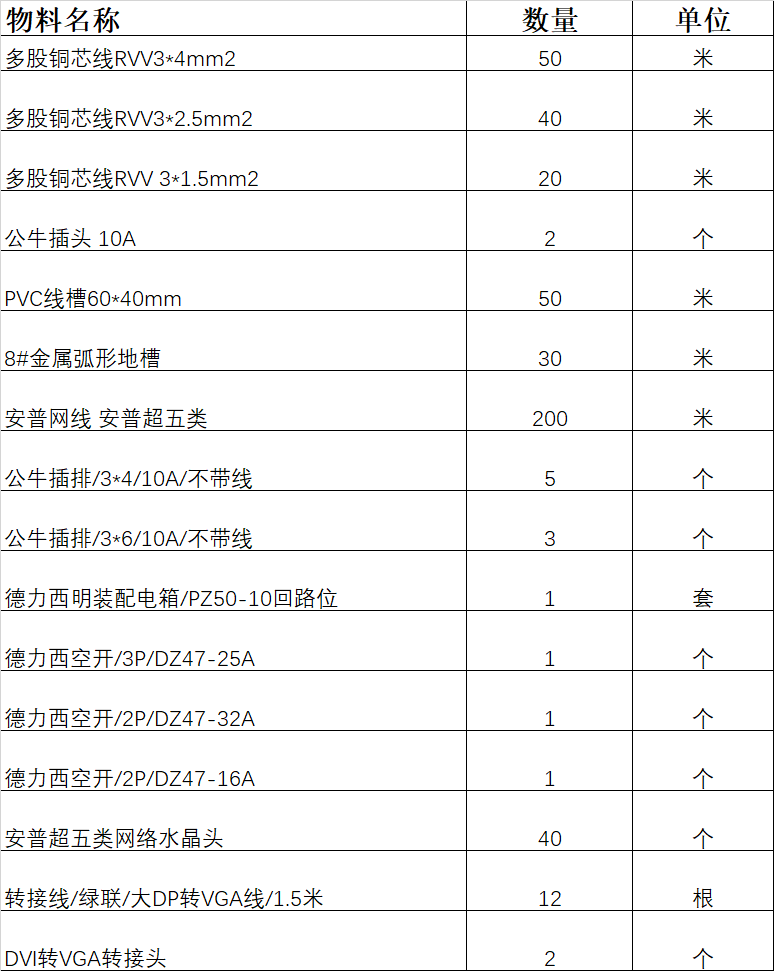 物料名称 数量 单位
多股铜芯线RVV3*4mm2 50 米
多股铜芯线RVV3*2.5mm2 40 米
多股铜芯线RVV 3*1.5mm2 20 米
公牛插头 10A 2 个
PVC线槽60*40mm 50 米
8#金属弧形地槽 30 米
安普网线 安普超五类 200 米
公牛插排/3*4/10A/不带线 5 个
公牛插排/3*6/10A/不带线 3 个
德力西明装配电箱/PZ50-10回路位 1 套
德力西空开/3P/DZ47-25A 1 个
德力西空开/2P/DZ47-32A 1 个
德力西空开/2P/DZ47-16A 1 个
安普超五类网络水晶头 40 个
转接线/绿联/大DP转VGA线/1.5米 12 根
DVI转VGA转接头 2 个